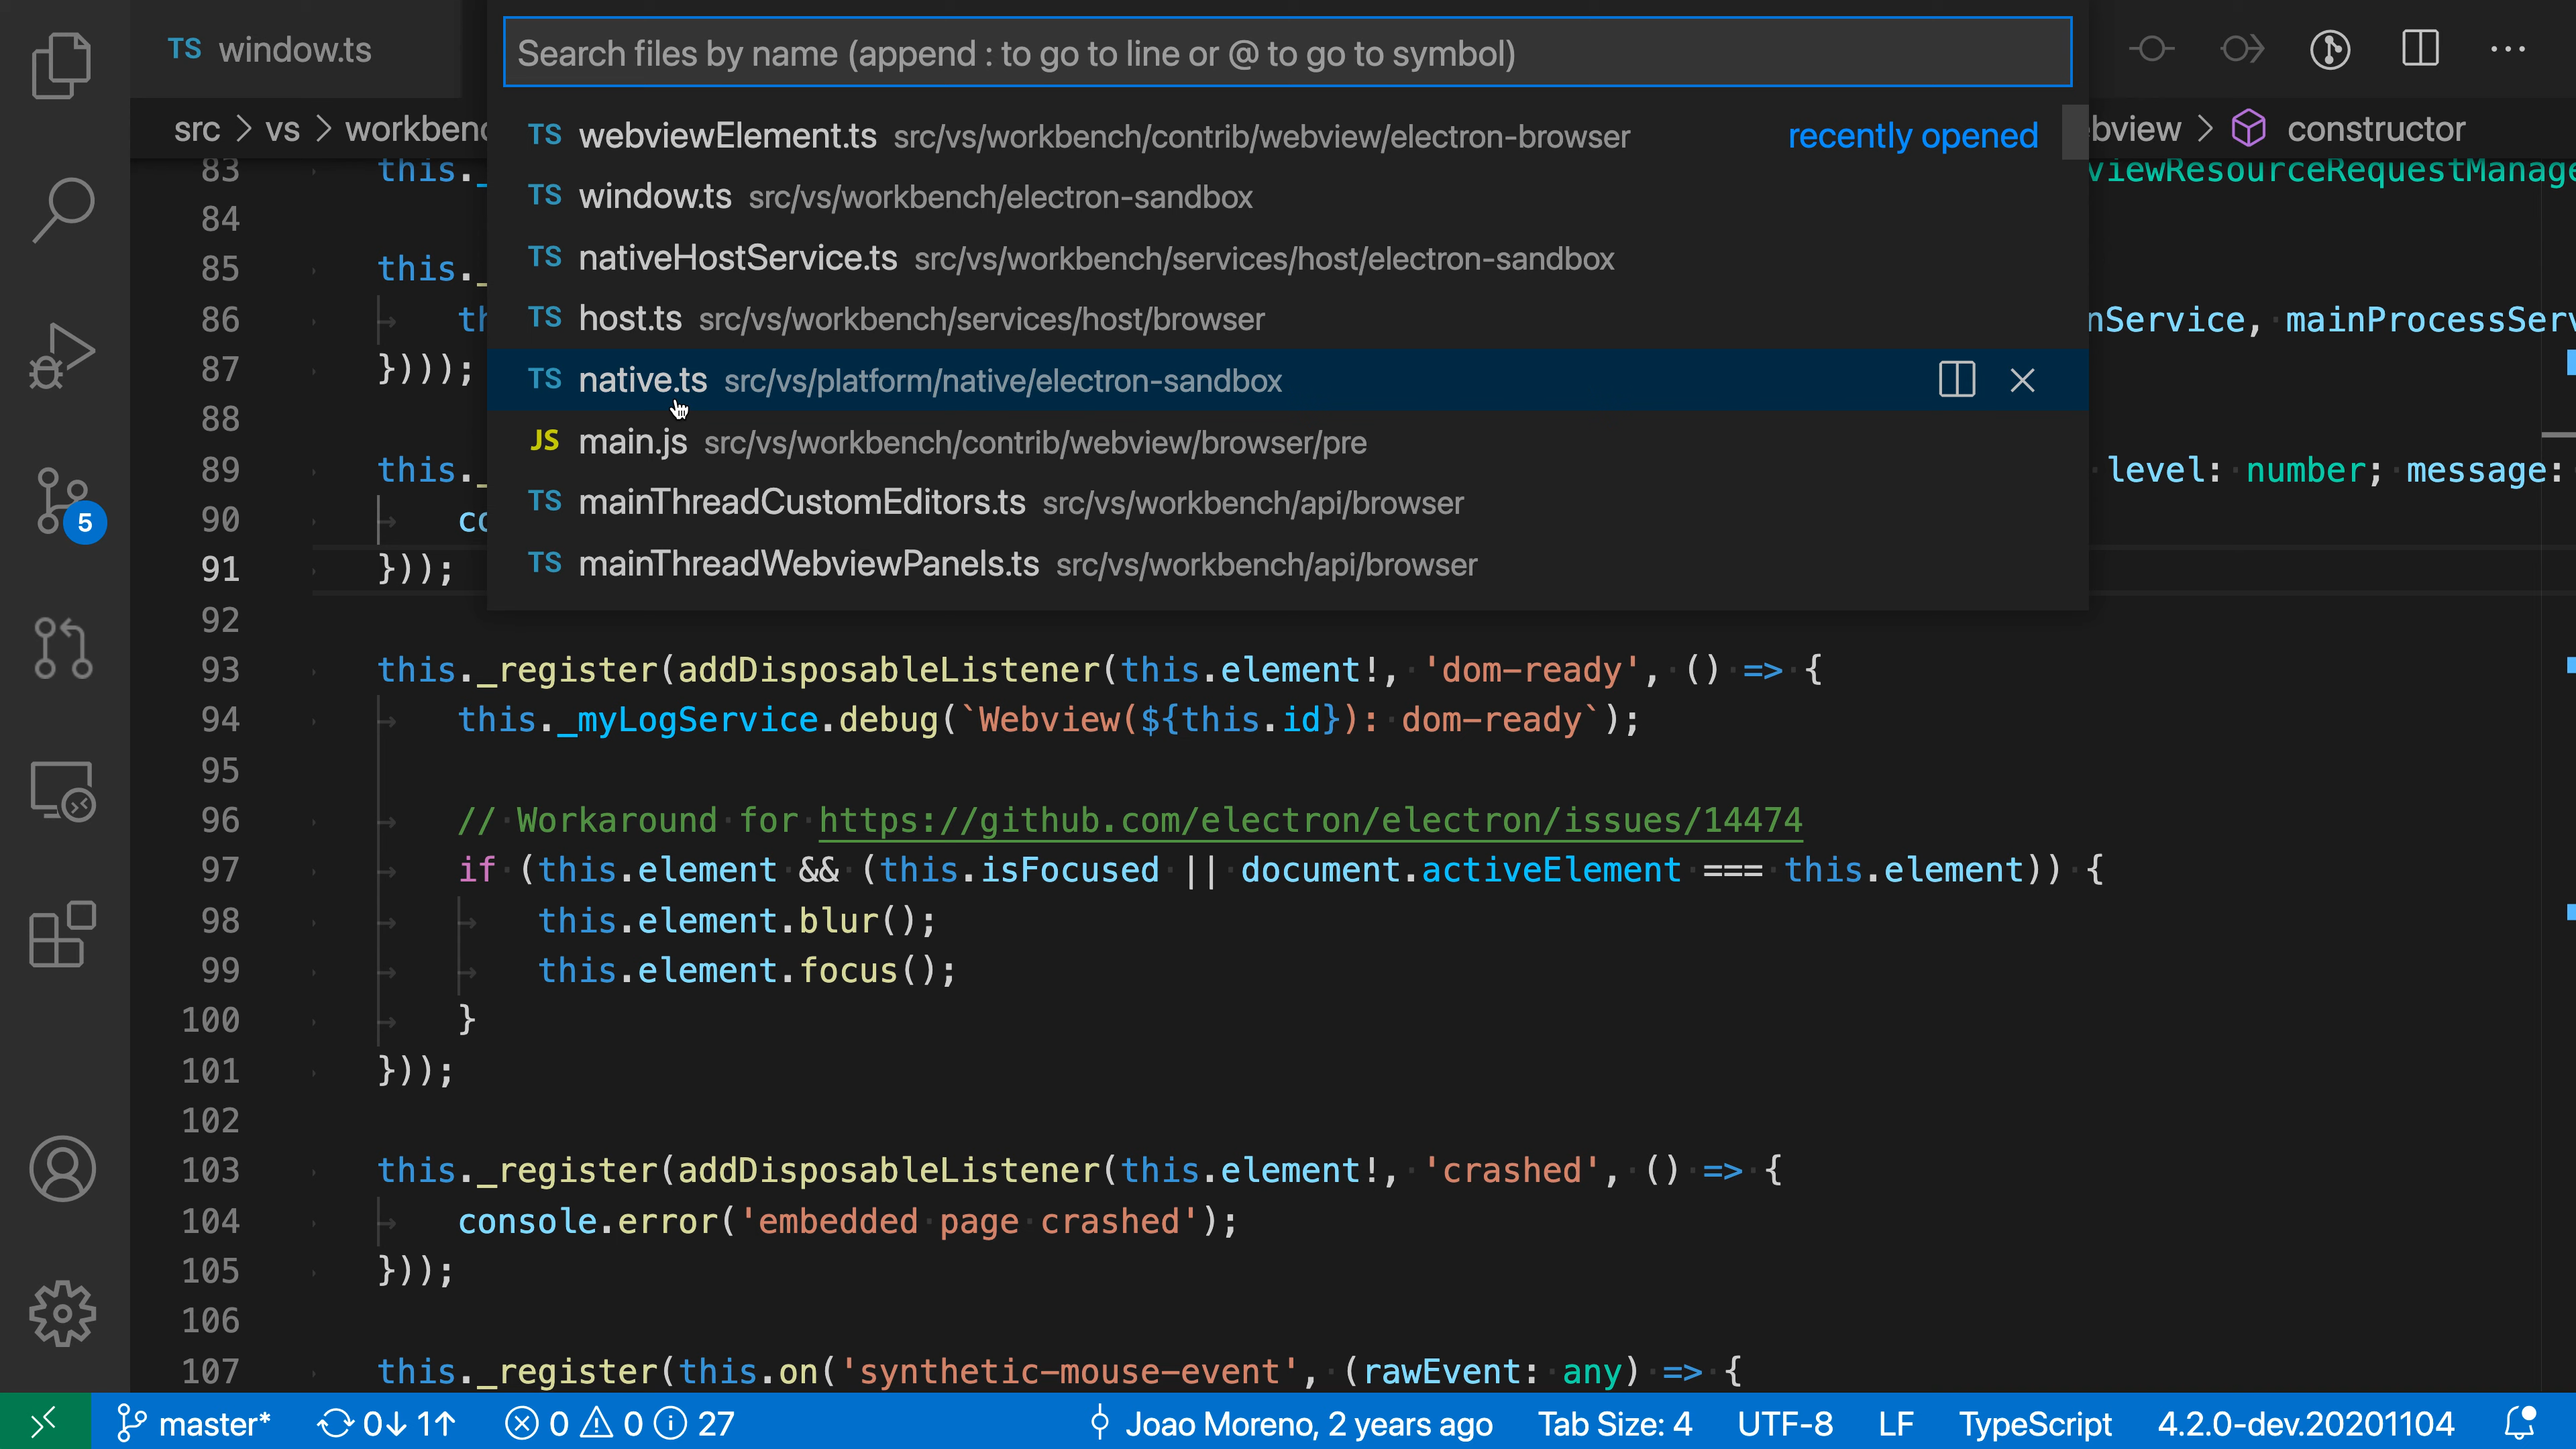 TS window.ts
Search files by name (append : to go to line or @ to go to symbol)
src > vs > workbenc
bview > constructor
TS webviewElement.ts src/vs/workbench/contrib/webview/electron-browser recently opened
TS window.ts src/vs/workbench/electron-sandbox
TS nativeHostService.ts src/vs/workbench/services/host/electron-sandbox
TS host.ts src/vs/workbench/services/host/browser
TS native.ts src/vs/platform/native/electron-sandbox
JS main.js src/vs/workbench/contrib/webview/browser/pre
TS mainThreadCustomEditors.ts src/vs/workbench/api/browser
TS mainThreadWebviewPanels.ts src/vs/workbench/api/browser
83 this._ viewResourceRequestManage
84
85 this._
86 th nService, mainProcessServ
87 })));
88
89 this._ level: number; message:
90 co
91 }));
92
93 this._register(addDisposableListener(this.element!, 'dom-ready', () => {
94 this._myLogService.debug(`Webview(${this.id}): dom-ready`);
95
96 // Workaround for https://github.com/electron/electron/issues/14474
97 if (this.element && (this.isFocused || document.activeElement === this.element)) {
98 this.element.blur();
99 this.element.focus();
100 }
101 }));
102
103 this._register(addDisposableListener(this.element!, 'crashed', () => {
104 console.error('embedded page crashed');
105 }));
106
107 this._register(this.on('synthetic-mouse-event', (rawEvent: any) => {
5
master* 0↓ 1↑ 0 0 27 Joao Moreno, 2 years ago Tab Size: 4 UTF-8 LF TypeScript 4.2.0-dev.20201104